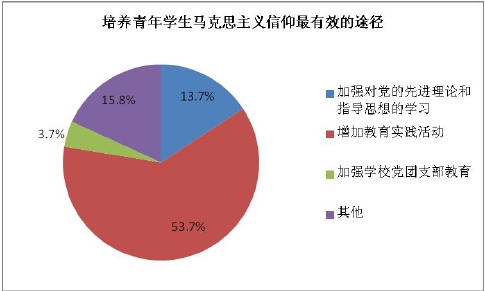 培养青年学生马克思主义信仰最有效的途径
13.7%
15.8%
3.7%
53.7%
加强对党的先进理论和
指导思想的学习
增加教育实践活动
加强学校党团支部教育
其他